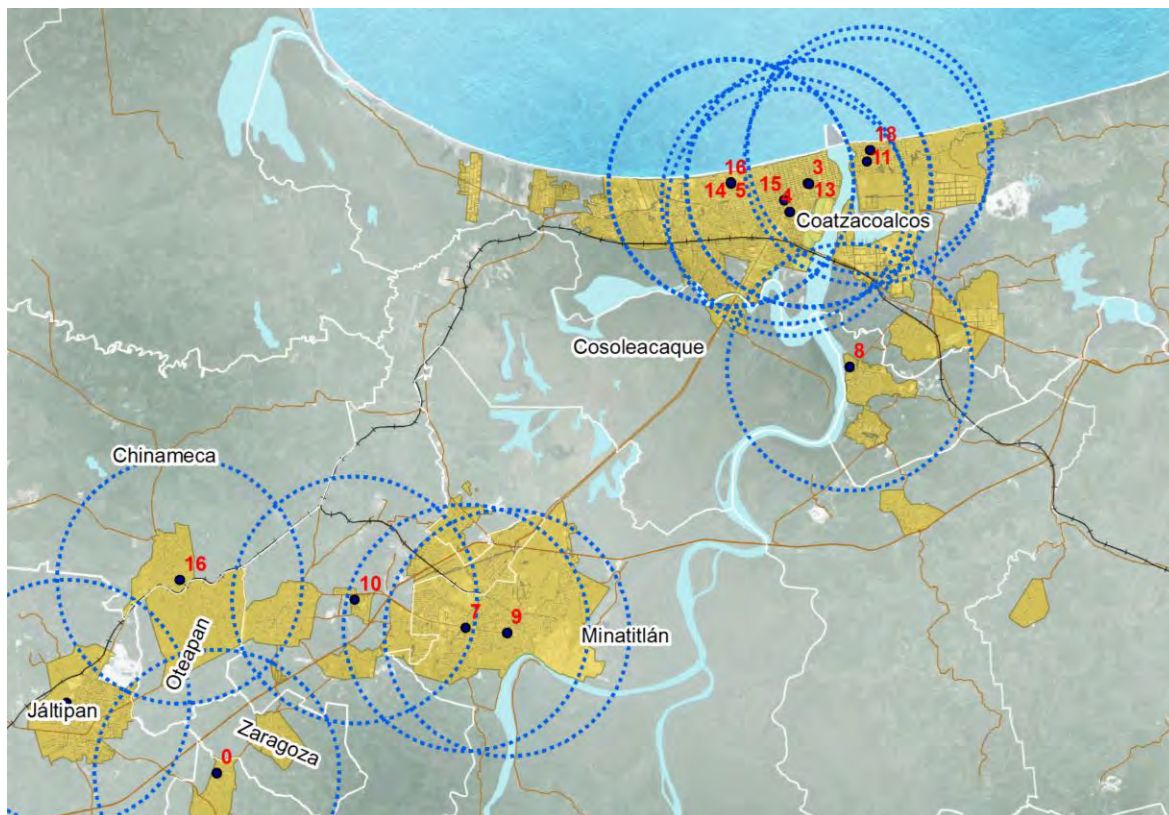 18
11
16
3
14
5
15
13
4
Coatzacoalcos
Cosoleacaque
8
Chinameca
16
10
7
9
Minatitlán
Oteapan
Jáltipan
Zaragoza
0